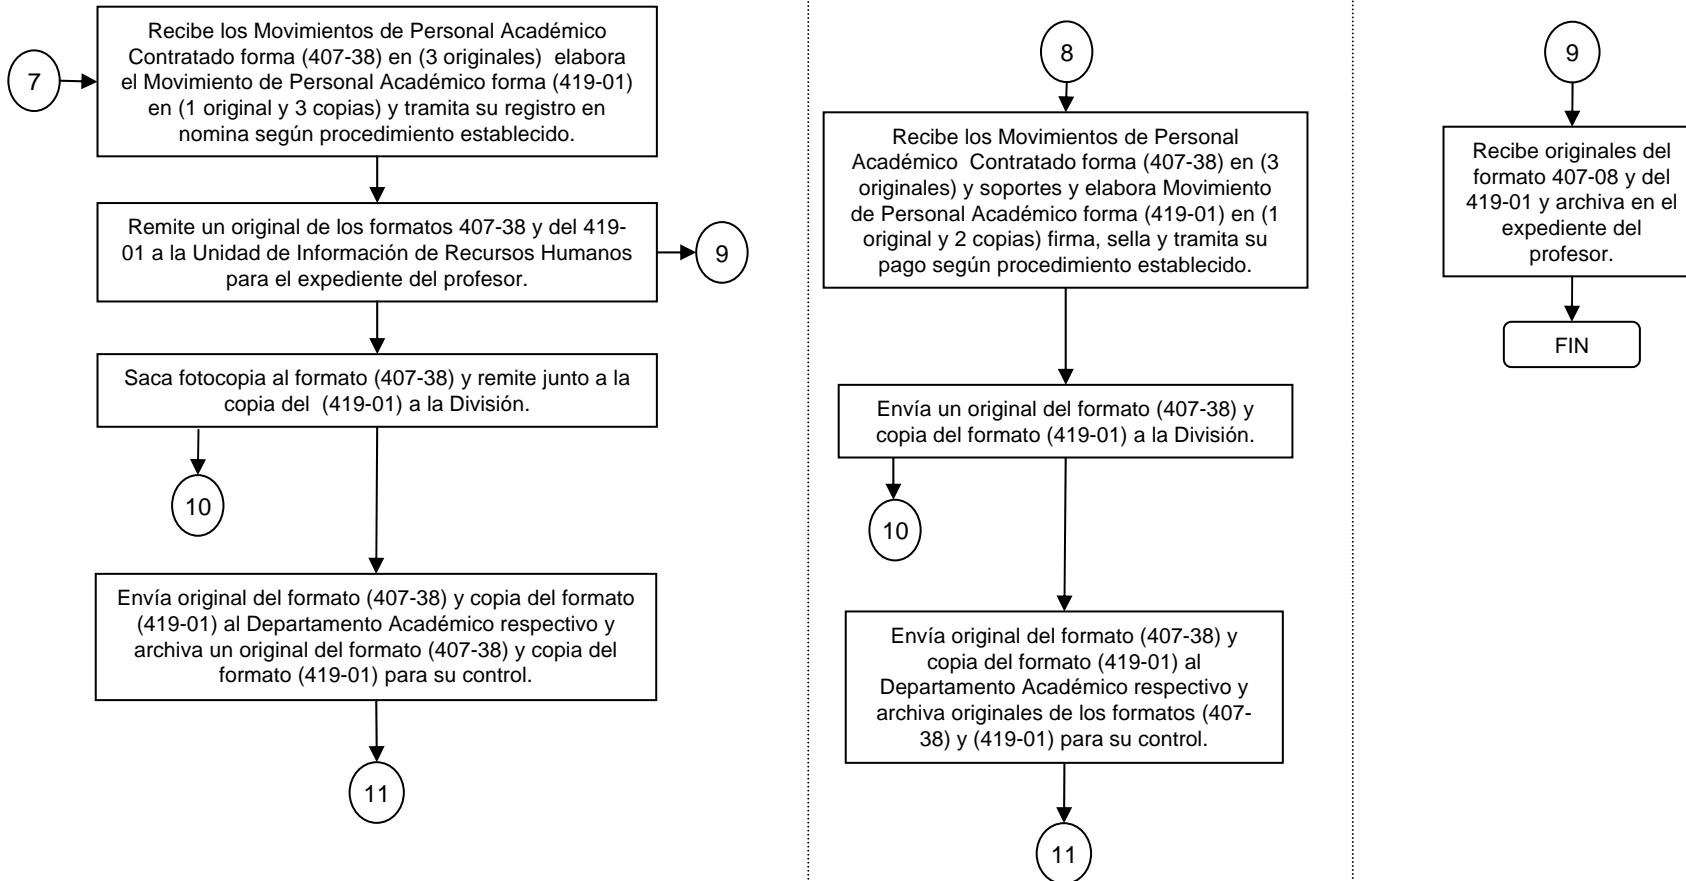 7
Recibe los Movimientos de Personal Académico
Contratado forma (407-38) en (3 originales) elabora
el Movimiento de Personal Académico forma (419-01)
en (1 original y 3 copias) y tramita su registro en
nomina según procedimiento establecido.
Remite un original de los formatos 407-38 y del 419-
01 a la Unidad de Información de Recursos Humanos
para el expediente del profesor.
9
Saca fotocopia al formato (407-38) y remite junto a la
copia del (419-01) a la División.
10
Envía original del formato (407-38) y copia del formato
(419-01) al Departamento Académico respectivo y
archiva un original del formato (407-38) y copia del
formato (419-01) para su control.
11
8
Recibe los Movimientos de Personal
Académico Contratado forma (407-38) en (3
originales) y soportes y elabora Movimiento
de Personal Académico forma (419-01) en (1
original y 2 copias) firma, sella y tramita su
pago según procedimiento establecido.
Envía un original del formato (407-38) y
copia del formato (419-01) a la División.
10
Envía original del formato (407-38) y
copia del formato (419-01) al
Departamento Académico respectivo y
archiva originales de los formatos (407-
38) y (419-01) para su control.
11
9
Recibe originales del
formato 407-08 y del
419-01 y archiva en el
expediente del
profesor.
FIN